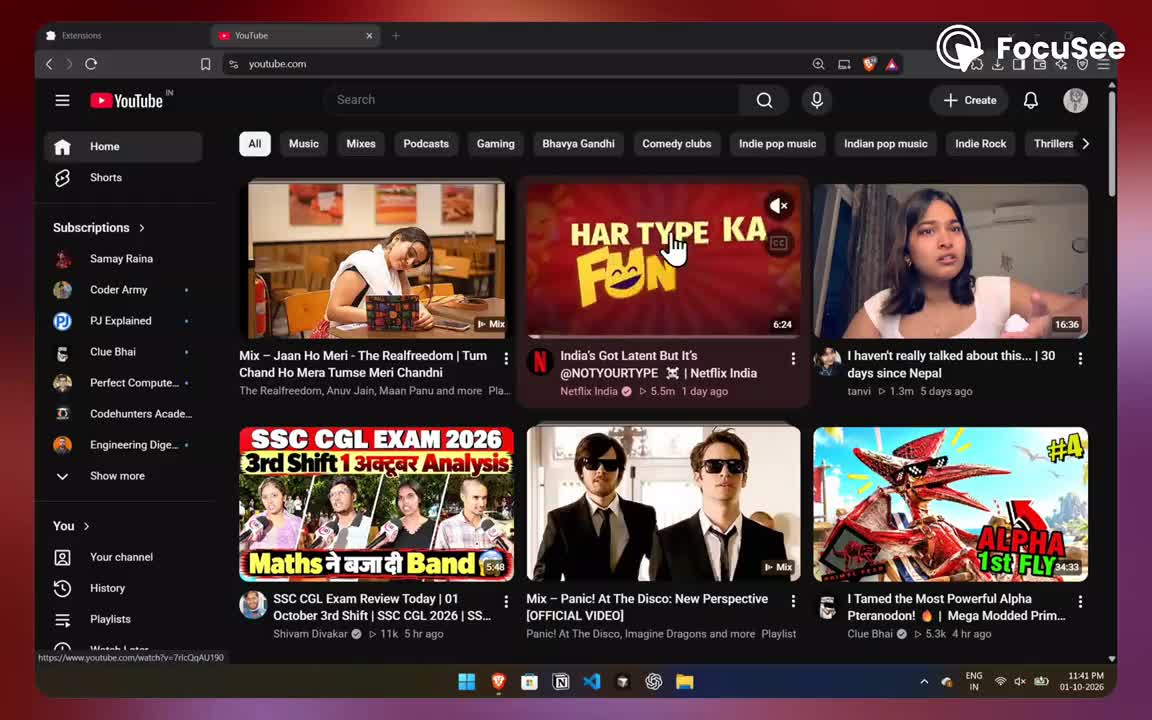 Extensions
YouTube
FocuSee
youtube.com
YouTube IN
Search
Create
Home
All
Music
Mixes
Podcasts
Gaming
Bhavya Gandhi
Comedy clubs
Indie pop music
Indian pop music
Indie Rock
Thrillers
Shorts
Subscriptions
Samay Raina
Coder Army
PJ Explained
Clue Bhai
Perfect Compute...
Codehunters Acade...
Engineering Dige...
Show more
You
Your channel
History
Playlists
Watch Later
Mix
Mix – Jaan Ho Meri - The Realfreedom | Tum
Chand Ho Mera Tumse Meri Chandni
The Realfreedom, Anuv Jain, Maan Panu and more Pla...
HAR TYPE KA
FUN
CC
6:24
N
India's Got Latent But It's
@NOTYOURTYPE ☠️ | Netflix India
Netflix India 5.5m 1 day ago
16:36
I haven't really talked about this... | 30
days since Nepal
tanvi 1.3m 5 days ago
SSC CGL EXAM 2026
3rd Shift 1 अक्टूबर Analysis
Maths ने बजा दी Band
5:48
SSC CGL Exam Review Today | 01
October 3rd Shift | SSC CGL 2026 | SS...
Shivam Divakar 11k 5 hr ago
Mix
Mix – Panic! At The Disco: New Perspective
[OFFICIAL VIDEO]
Panic! At The Disco, Imagine Dragons and more Playlist
#4
ALPHA
1st FLY
34:33
I Tamed the Most Powerful Alpha
Pteranodon! 🔥 | Mega Modded Prim...
Clue Bhai 5.3k 4 hr ago
https://www.youtube.com/watch?v=7rIcQqAU190
ENG
IN
11:41 PM
01-10-2026